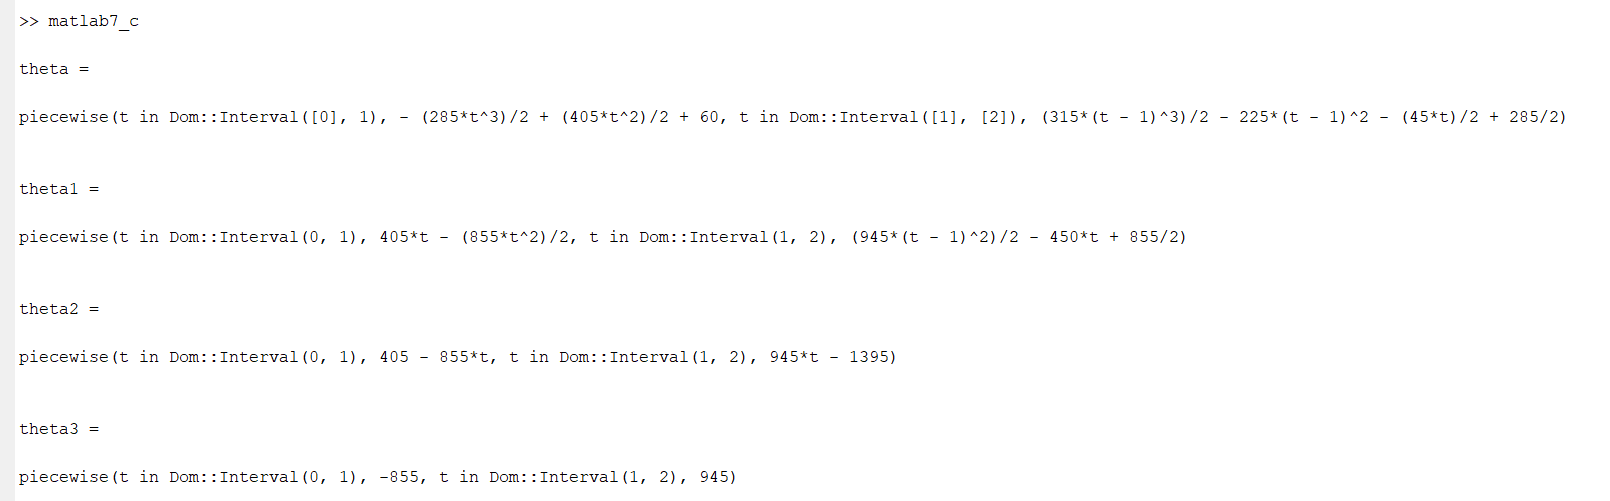 >> matlab7_c
theta =
piecewise(t in Dom::Interval([0], 1), - (285*t^3)/2 + (405*t^2)/2 + 60, t in Dom::Interval([1], [2]), (315*(t - 1)^3)/2 - 225*(t - 1)^2 - (45*t)/2 + 285/2)
theta1 =
piecewise(t in Dom::Interval(0, 1), 405*t - (855*t^2)/2, t in Dom::Interval(1, 2), (945*(t - 1)^2)/2 - 450*t + 855/2)
theta2 =
piecewise(t in Dom::Interval(0, 1), 405 - 855*t, t in Dom::Interval(1, 2), 945*t - 1395)
theta3 =
piecewise(t in Dom::Interval(0, 1), -855, t in Dom::Interval(1, 2), 945)